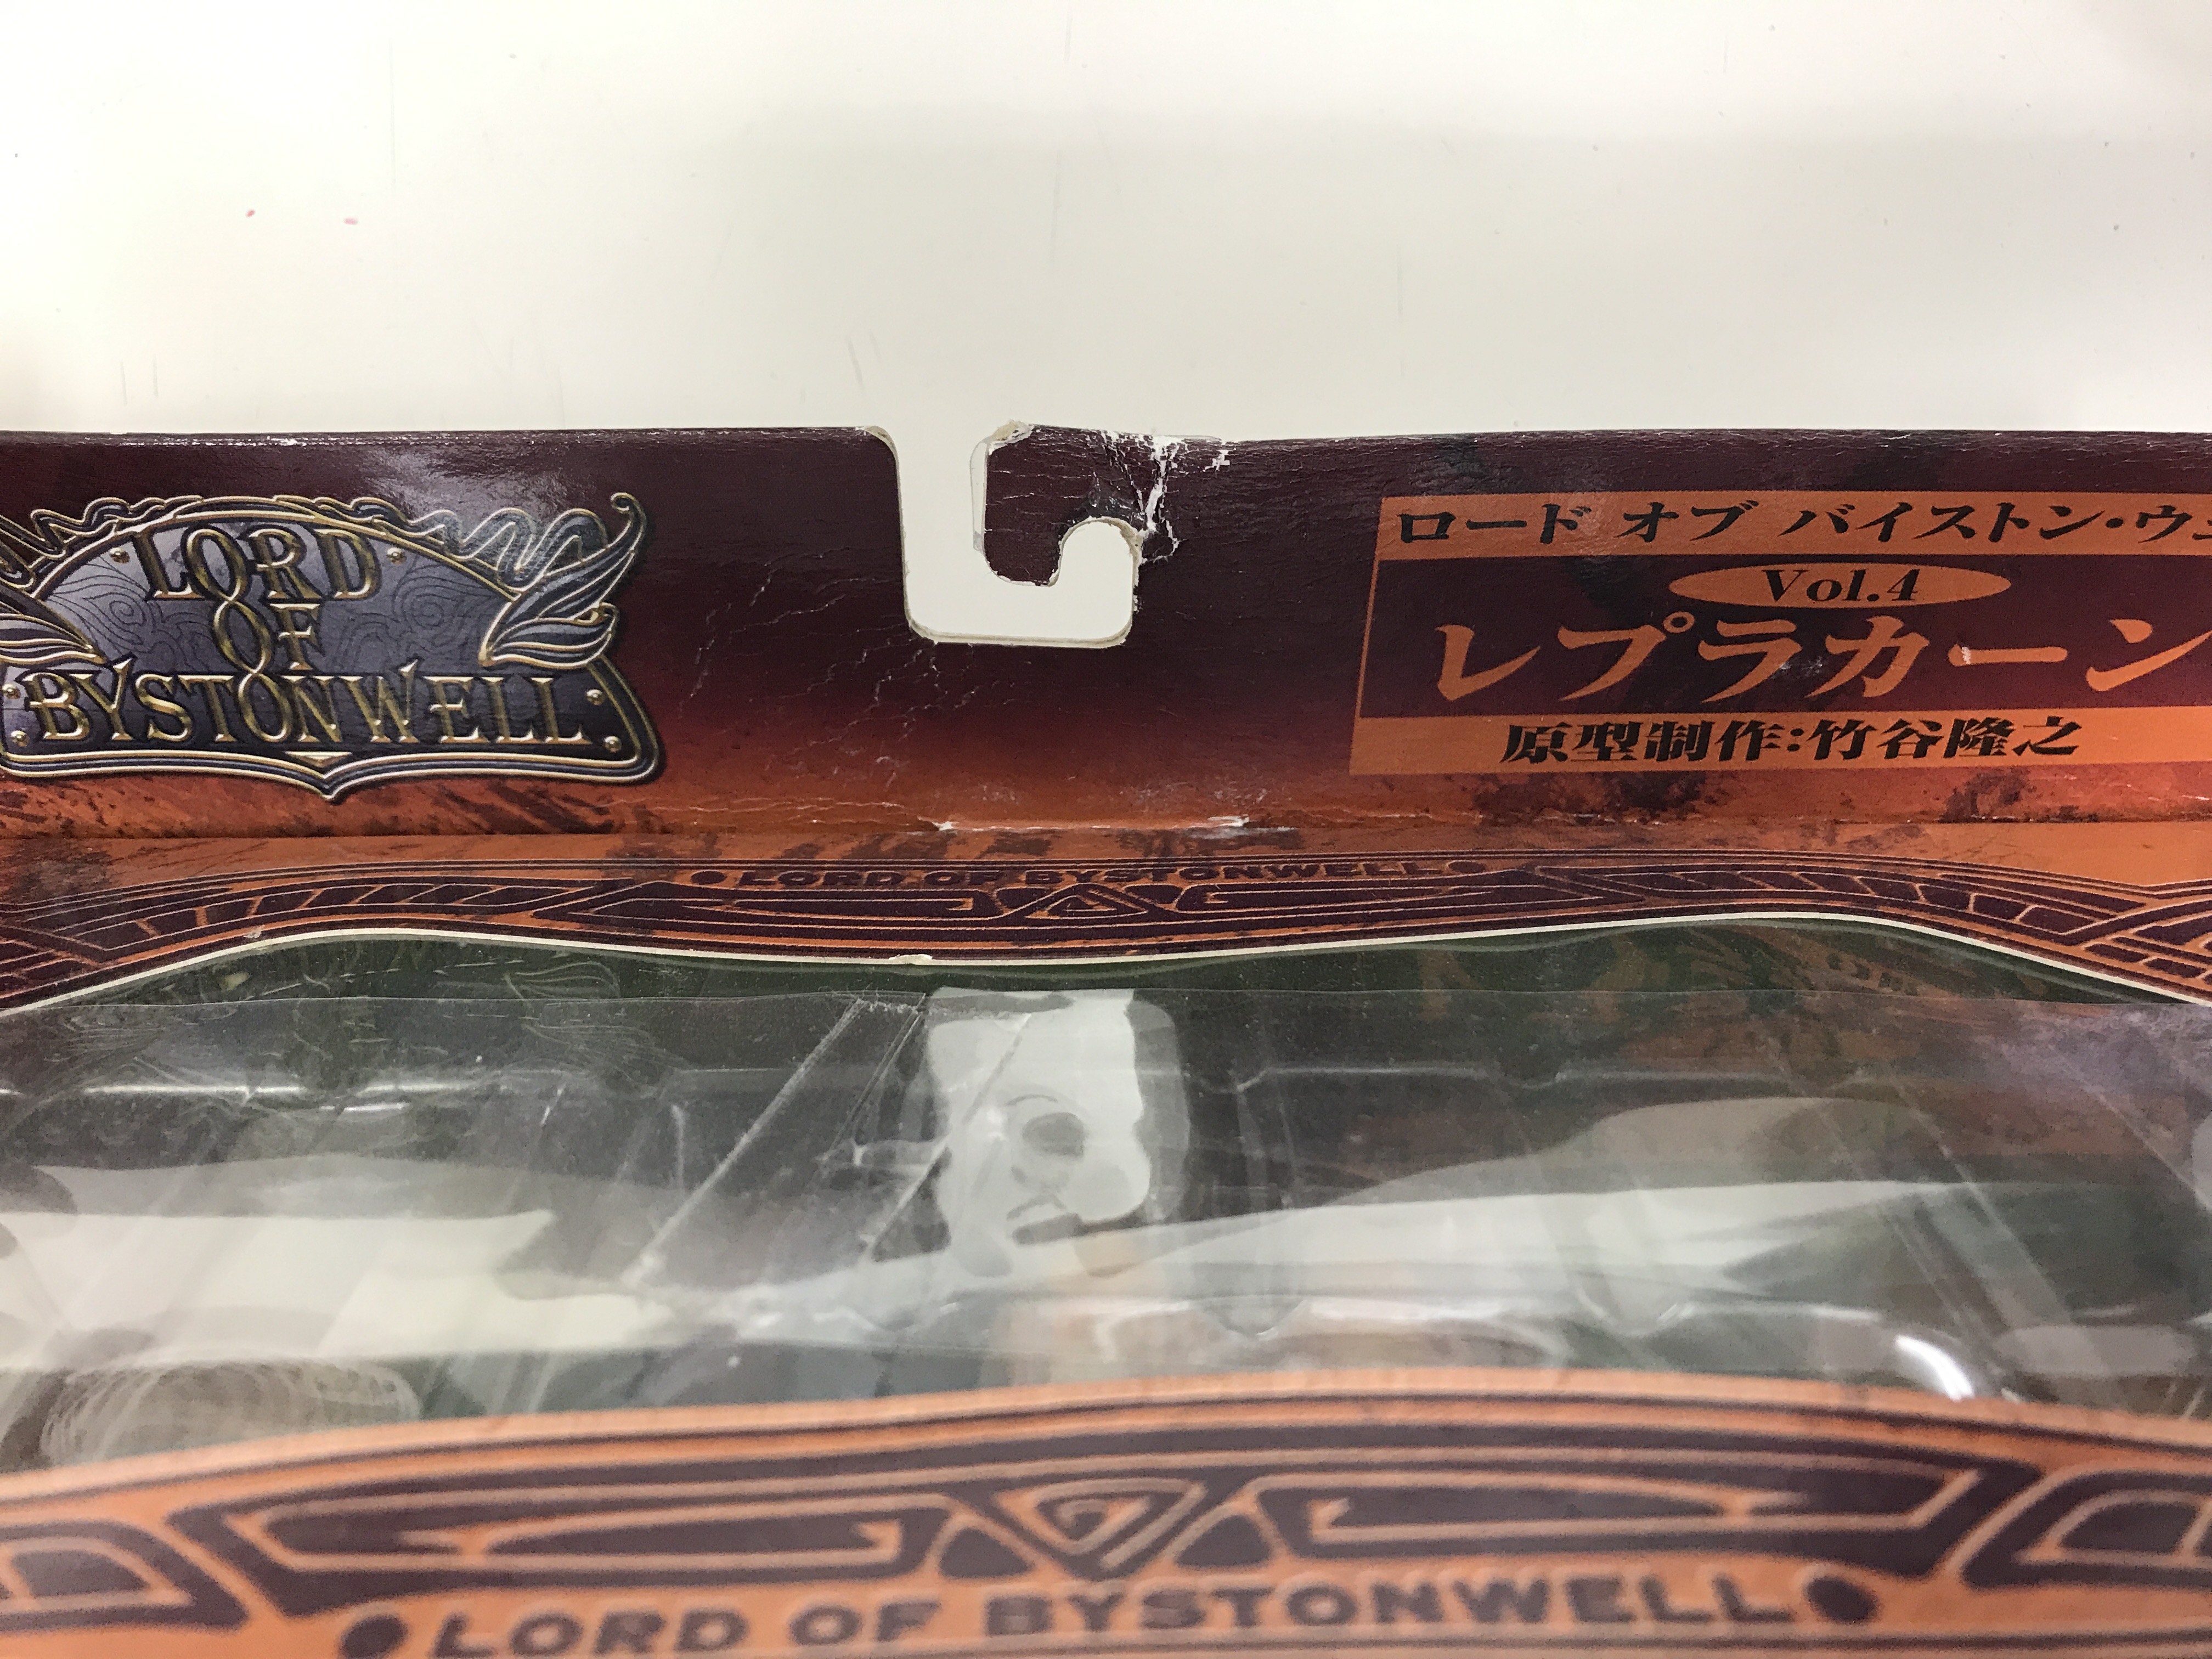 LORD
OF
BYSTONWELL
ロード オブ バイストン・ウェ
Vol.4
レプラカーン
原型制作:竹谷隆之
LORD OF BYSTONWELL
LORD OF BYSTONWELL